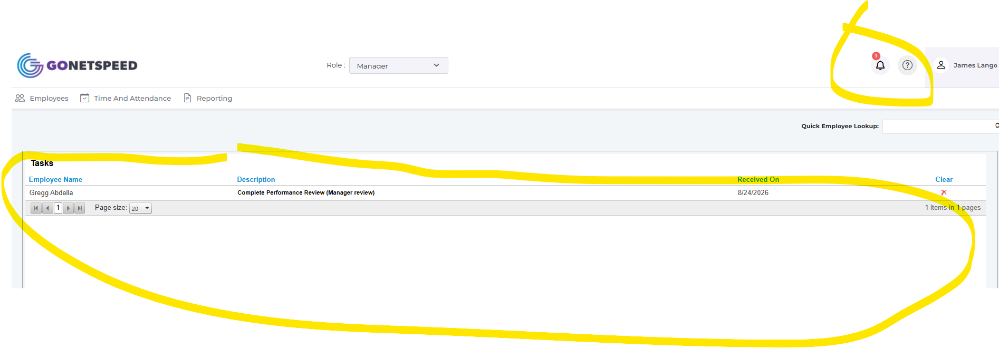 GONETSPEED
Role : Manager
1
?
James Lango
Employees Time And Attendance Reporting
Quick Employee Lookup:
Tasks
Employee Name Description Received On Clear
Gregg Abdella Complete Performance Review (Manager review) 8/24/2026
1 Page size: 20 1 items in 1 pages